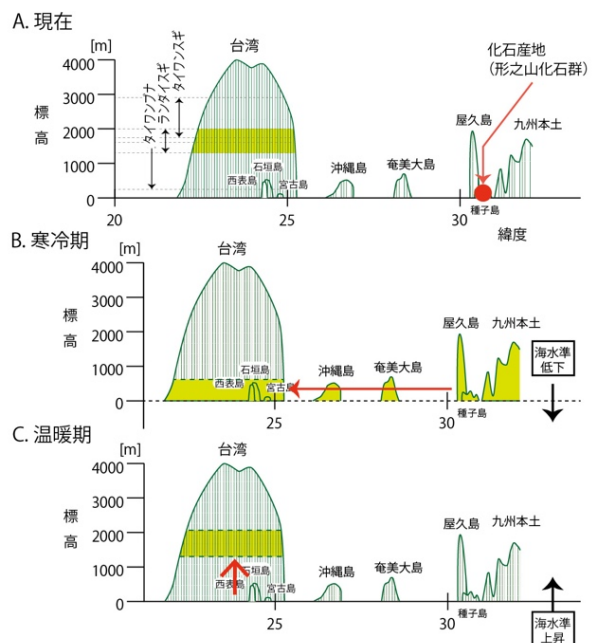 A. 現在
[m]
4000
3000
2000
1000
0
標高
タイワンブナ
ランダイスギ
タイワンスギ
台湾
西表島
石垣島
宮古島
沖縄島
奄美大島
化石産地
(形之山化石群)
屋久島
九州本土
種子島
20
25
30
緯度
B. 寒冷期
[m]
4000
3000
2000
1000
0
標高
台湾
西表島
石垣島
宮古島
沖縄島
奄美大島
屋久島
九州本土
種子島
海水準
低下
25
30
C. 温暖期
[m]
4000
3000
2000
1000
0
標高
台湾
西表島
石垣島
宮古島
沖縄島
奄美大島
屋久島
九州本土
種子島
海水準
上昇
25
30